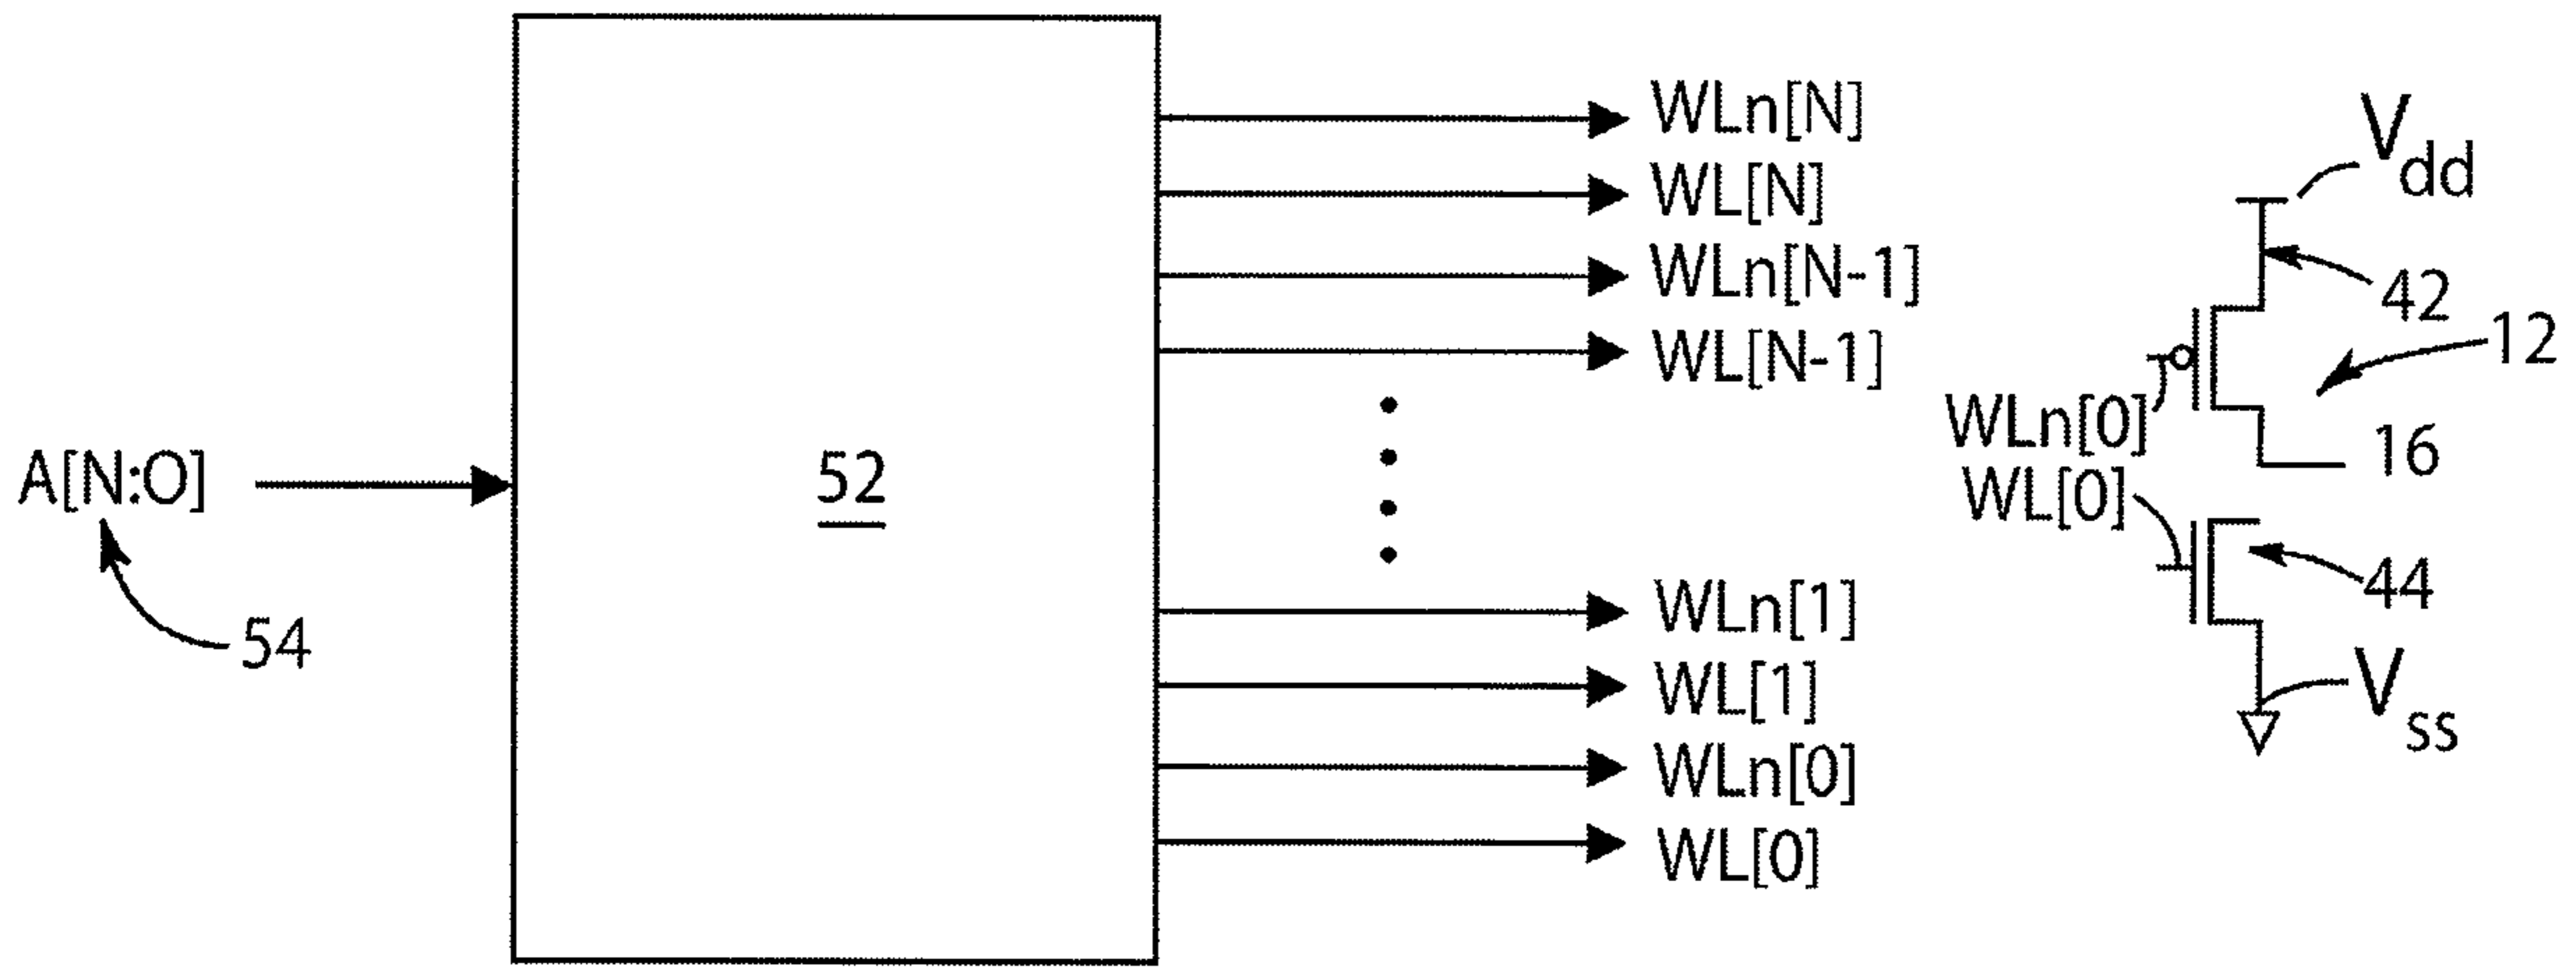 WLn[N]
WL[N]
WLn[N-1]
WL[N-1]
A[N:O]
52
54
WLn[1]
WL[1]
WLn[0]
WL[0]
Vdd
42
12
WLn[0]
16
WL[0]
44
Vss